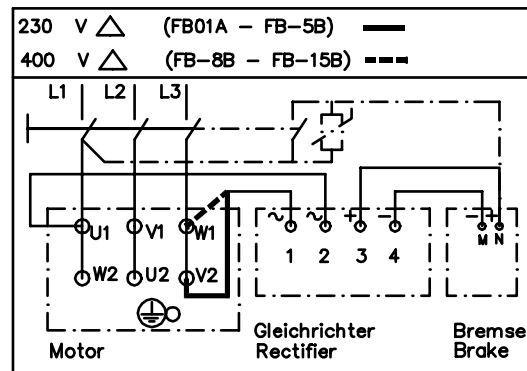 230 V △ (FB01A - FB-5B)
400 V △ (FB-8B - FB-15B)
L1 L2 L3
U1 V1 W1 ~ ~ + - - +
1 2 3 4 M N
W2 U2 V2
Motor
Gleichrichter
Rectifier
Bremse
Brake